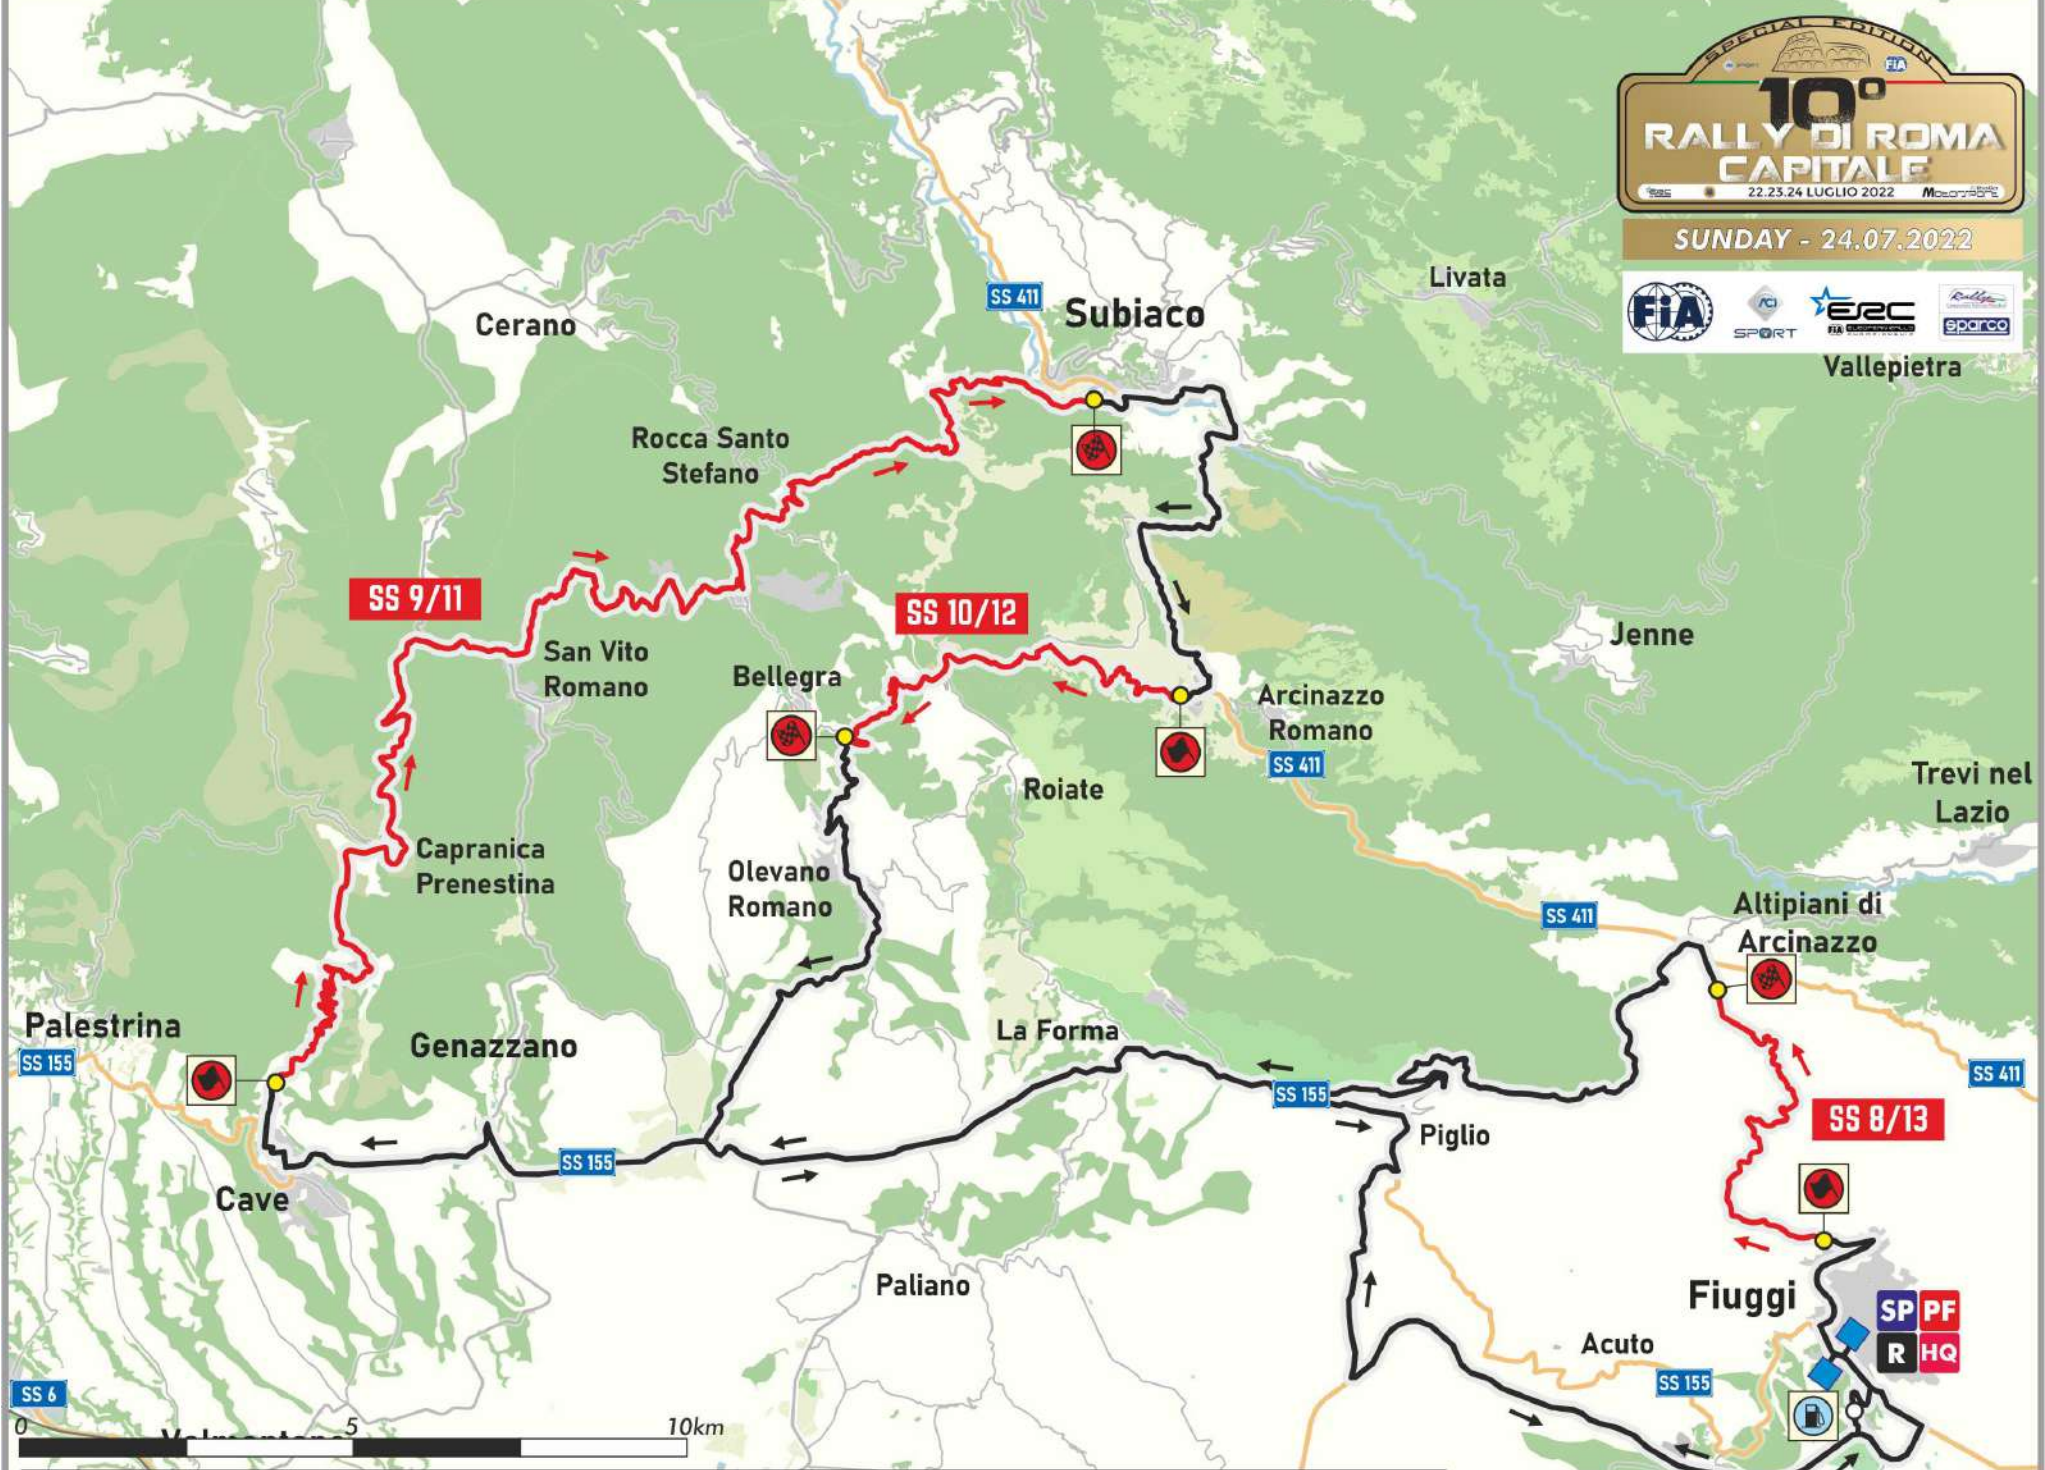 SPECIAL EDITION
FiA
10º
RALLY DI ROMA
CAPITALE
22.23.24 LUGLIO 2022
SUNDAY - 24.07.2022
FiA
ACI
SPORT
ERC
Rally
sparco
Vallepietra
Livata
SS 411
Subiaco
Cerano
Rocca Santo
Stefano
SS 9/11
SS 10/12
San Vito
Romano
Bellegra
Jenne
Arcinazzo
Romano
SS 411
Roiate
Trevi nel
Lazio
Capranica
Prenestina
Olevano
Romano
SS 411
Altipiani di
Arcinazzo
Palestrina
SS 155
Genazzano
La Forma
SS 155
SS 411
SS 8/13
Piglio
SS 155
Cave
Paliano
Fiuggi
SP PF
R HQ
Acuto
SS 155
SS 6
0 5 10km